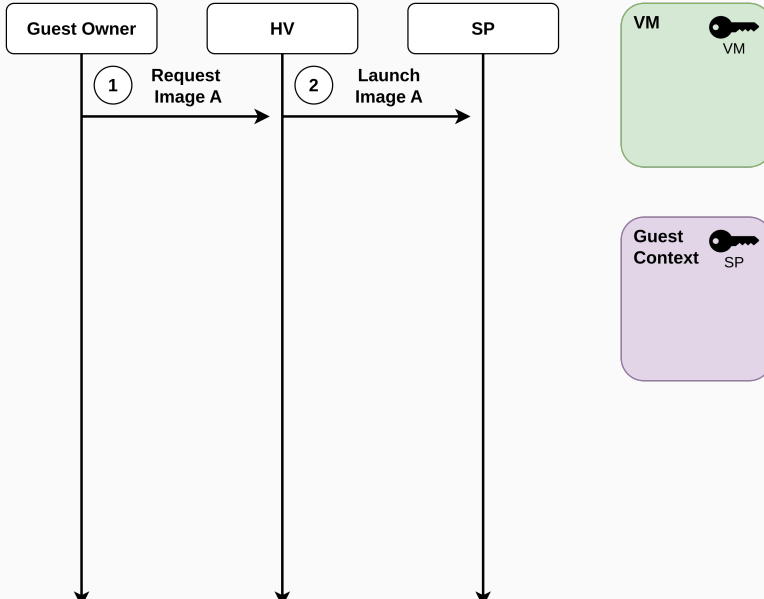 Guest Owner
HV
SP
VM
VM
1
Request
Image A
2
Launch
Image A
Guest
Context
SP